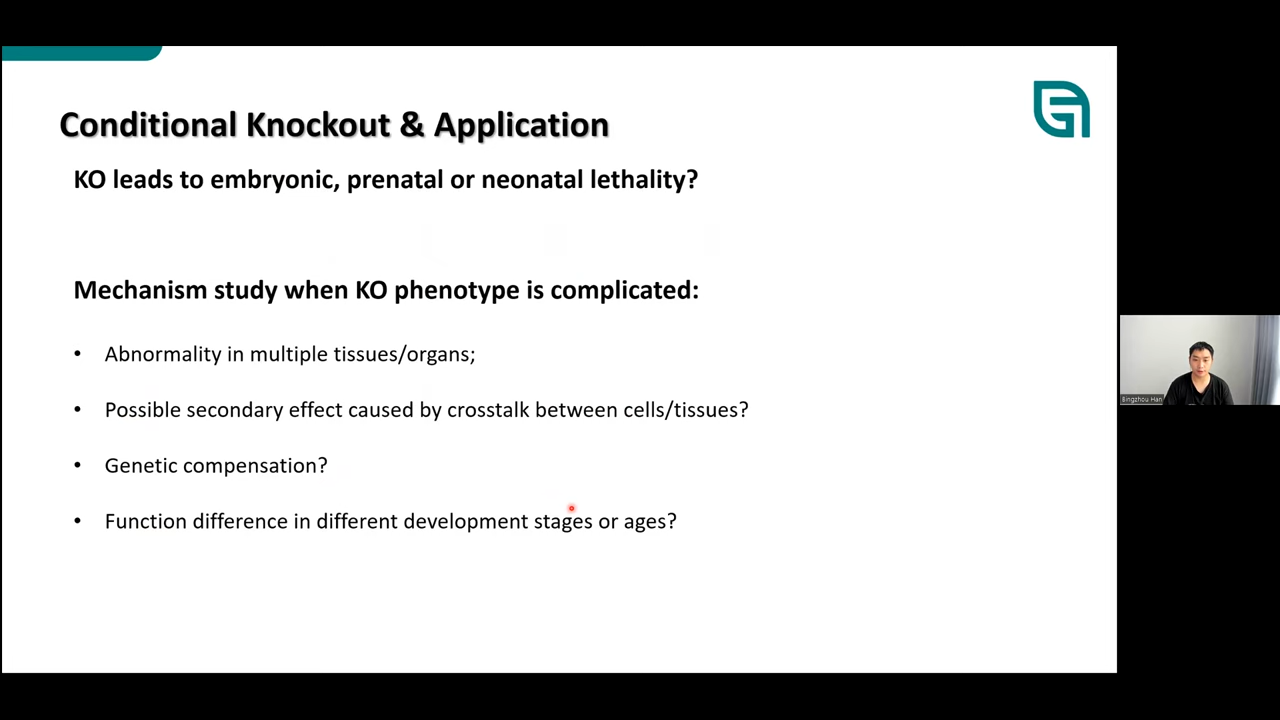 Conditional Knockout & Application
KO leads to embryonic, prenatal or neonatal lethality?
Mechanism study when KO phenotype is complicated:
• Abnormality in multiple tissues/organs;
• Possible secondary effect caused by crosstalk between cells/tissues?
• Genetic compensation?
• Function difference in different development stages or ages?
Bingzhou Han